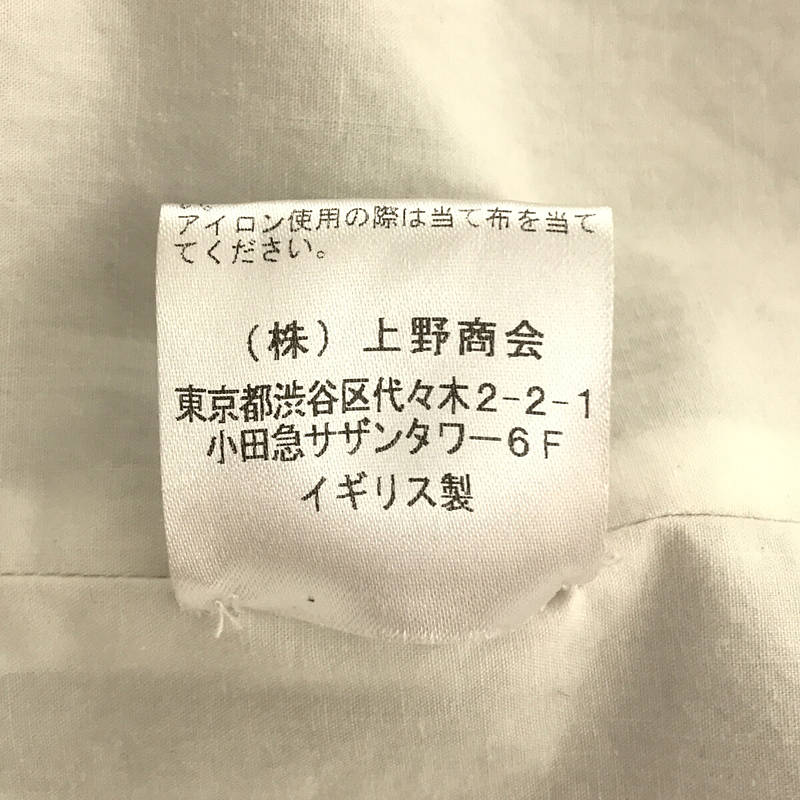 アイロン使用の際は当て布を当て
てください。
(株) 上野商会
東京都渋谷区代々木2-2-1
小田急サザンタワー6F
イギリス製